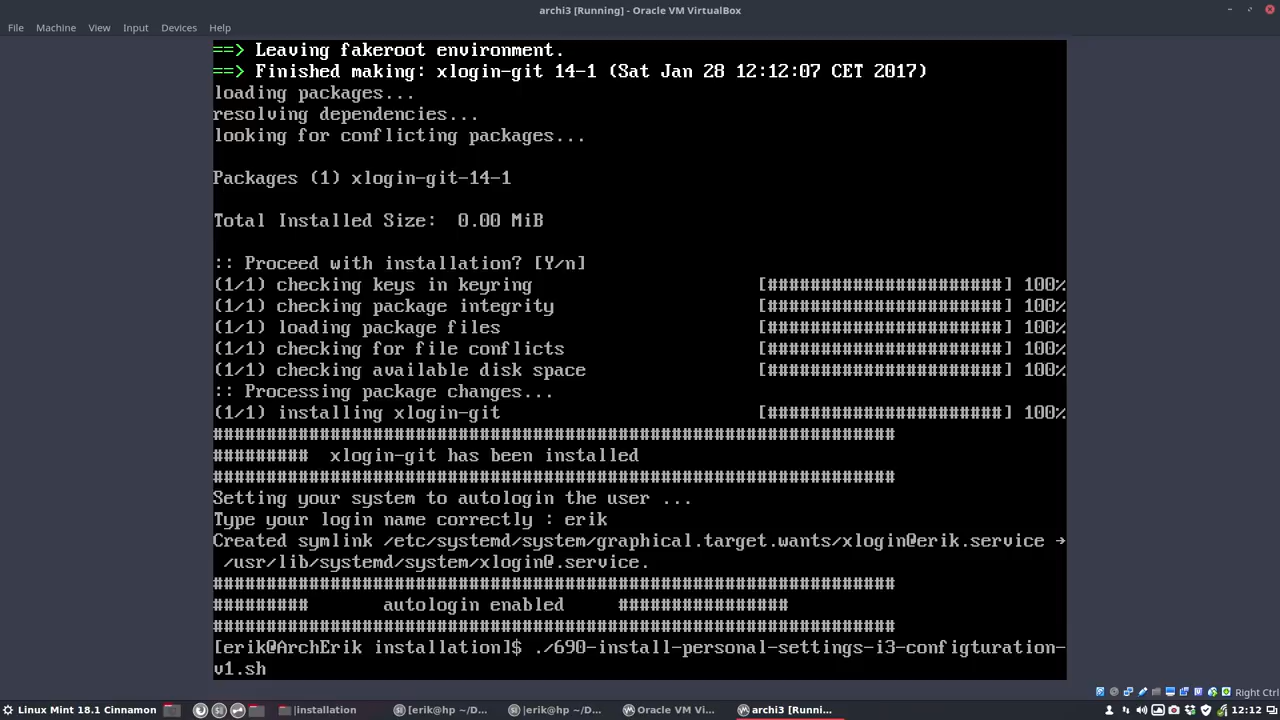 archi3 [Running] - Oracle VM VirtualBox
File Machine View Input Devices Help
==> Leaving fakeroot environment.
==> Finished making: xlogin-git 14-1 (Sat Jan 28 12:12:07 CET 2017)
loading packages...
resolving dependencies...
looking for conflicting packages...
Packages (1) xlogin-git-14-1
Total Installed Size:  0.00 MiB
:: Proceed with installation? [Y/n]
(1/1) checking keys in keyring [######################] 100%
(1/1) checking package integrity [######################] 100%
(1/1) loading package files [######################] 100%
(1/1) checking for file conflicts [######################] 100%
(1/1) checking available disk space [######################] 100%
:: Processing package changes...
(1/1) installing xlogin-git [######################] 100%
################################################################
#########  xlogin-git has been installed
################################################################
Setting your system to autologin the user ...
Type your login name correctly : erik
Created symlink /etc/systemd/system/graphical.target.wants/xlogin@erik.service →
/usr/lib/systemd/system/xlogin@.service.
################################################################
#########       autologin enabled     ################
################################################################
[erik@ArchErik installation]$ ./690-install-personal-settings-i3-configturation-
v1.sh
Right Ctrl
Linux Mint 18.1 Cinnamon |installation [erik@hp ~/D... |erik@hp ~/D... Oracle VM Vi... archi3 [Runni... 12:12